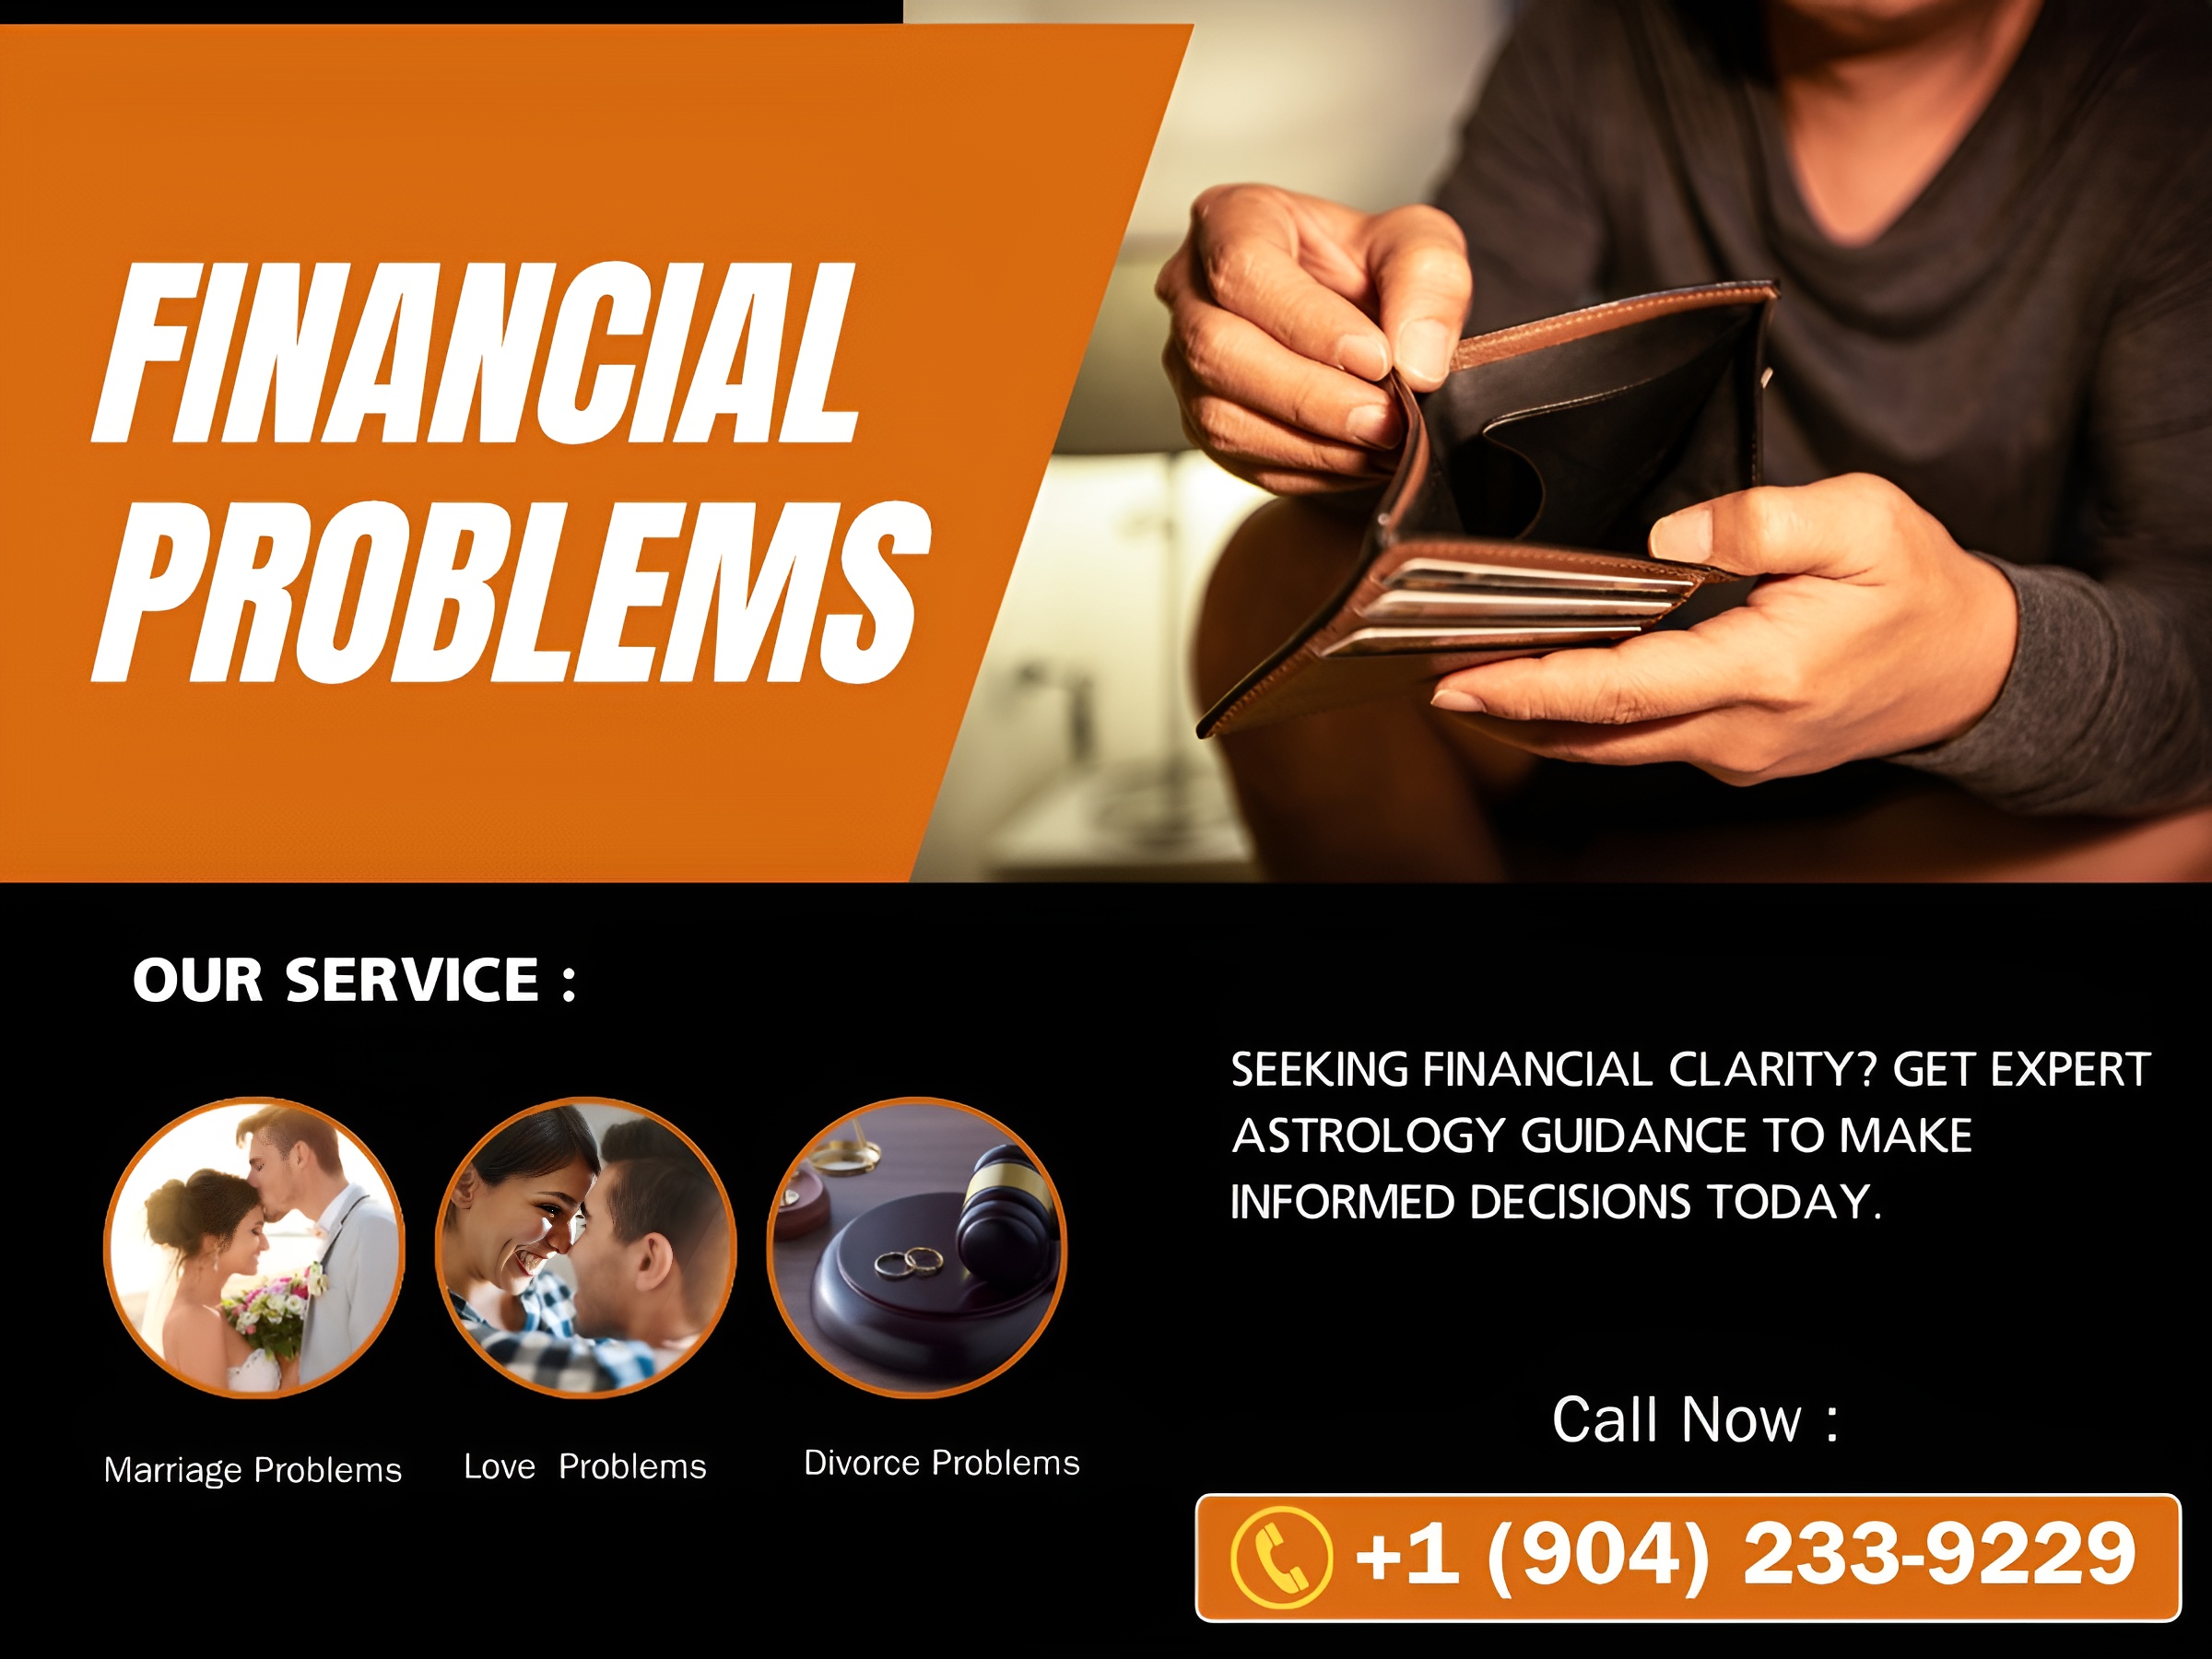 FINANCIAL
PROBLEMS
OUR SERVICE :
Marriage Problems
Love Problems
Divorce Problems
SEEKING FINANCIAL CLARITY? GET EXPERT
ASTROLOGY GUIDANCE TO MAKE
INFORMED DECISIONS TODAY.
Call Now :
+1 (904) 233-9229